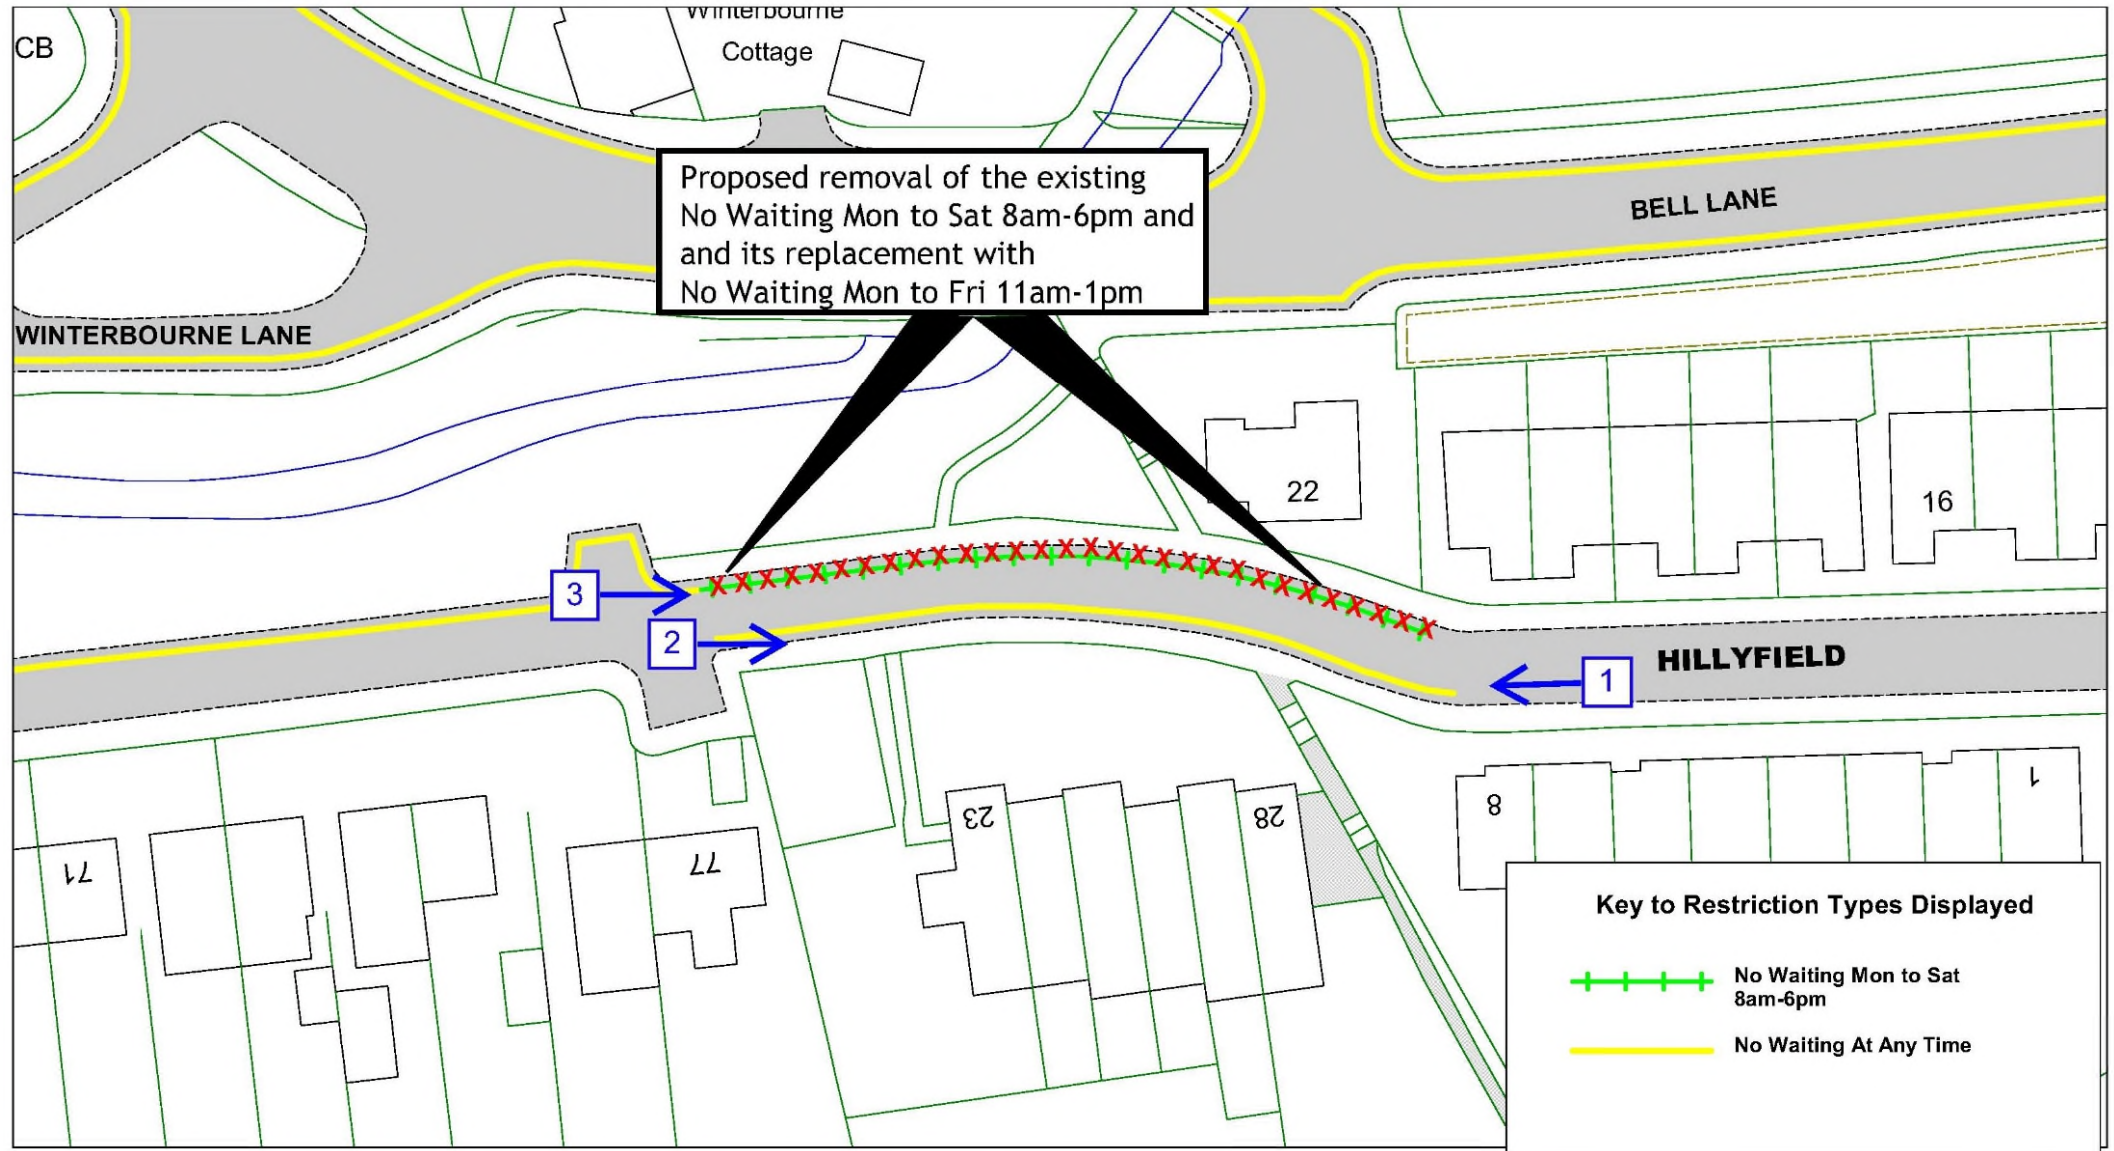 CB
Winterbourne
Cottage
Proposed removal of the existing
No Waiting Mon to Sat 8am-6pm and
and its replacement with
No Waiting Mon to Fri 11am-1pm
BELL LANE
WINTERBOURNE LANE
22
16
3
2
1
HILLYFIELD
71
77
23
28
8
1
Key to Restriction Types Displayed
No Waiting Mon to Sat
8am-6pm
No Waiting At Any Time